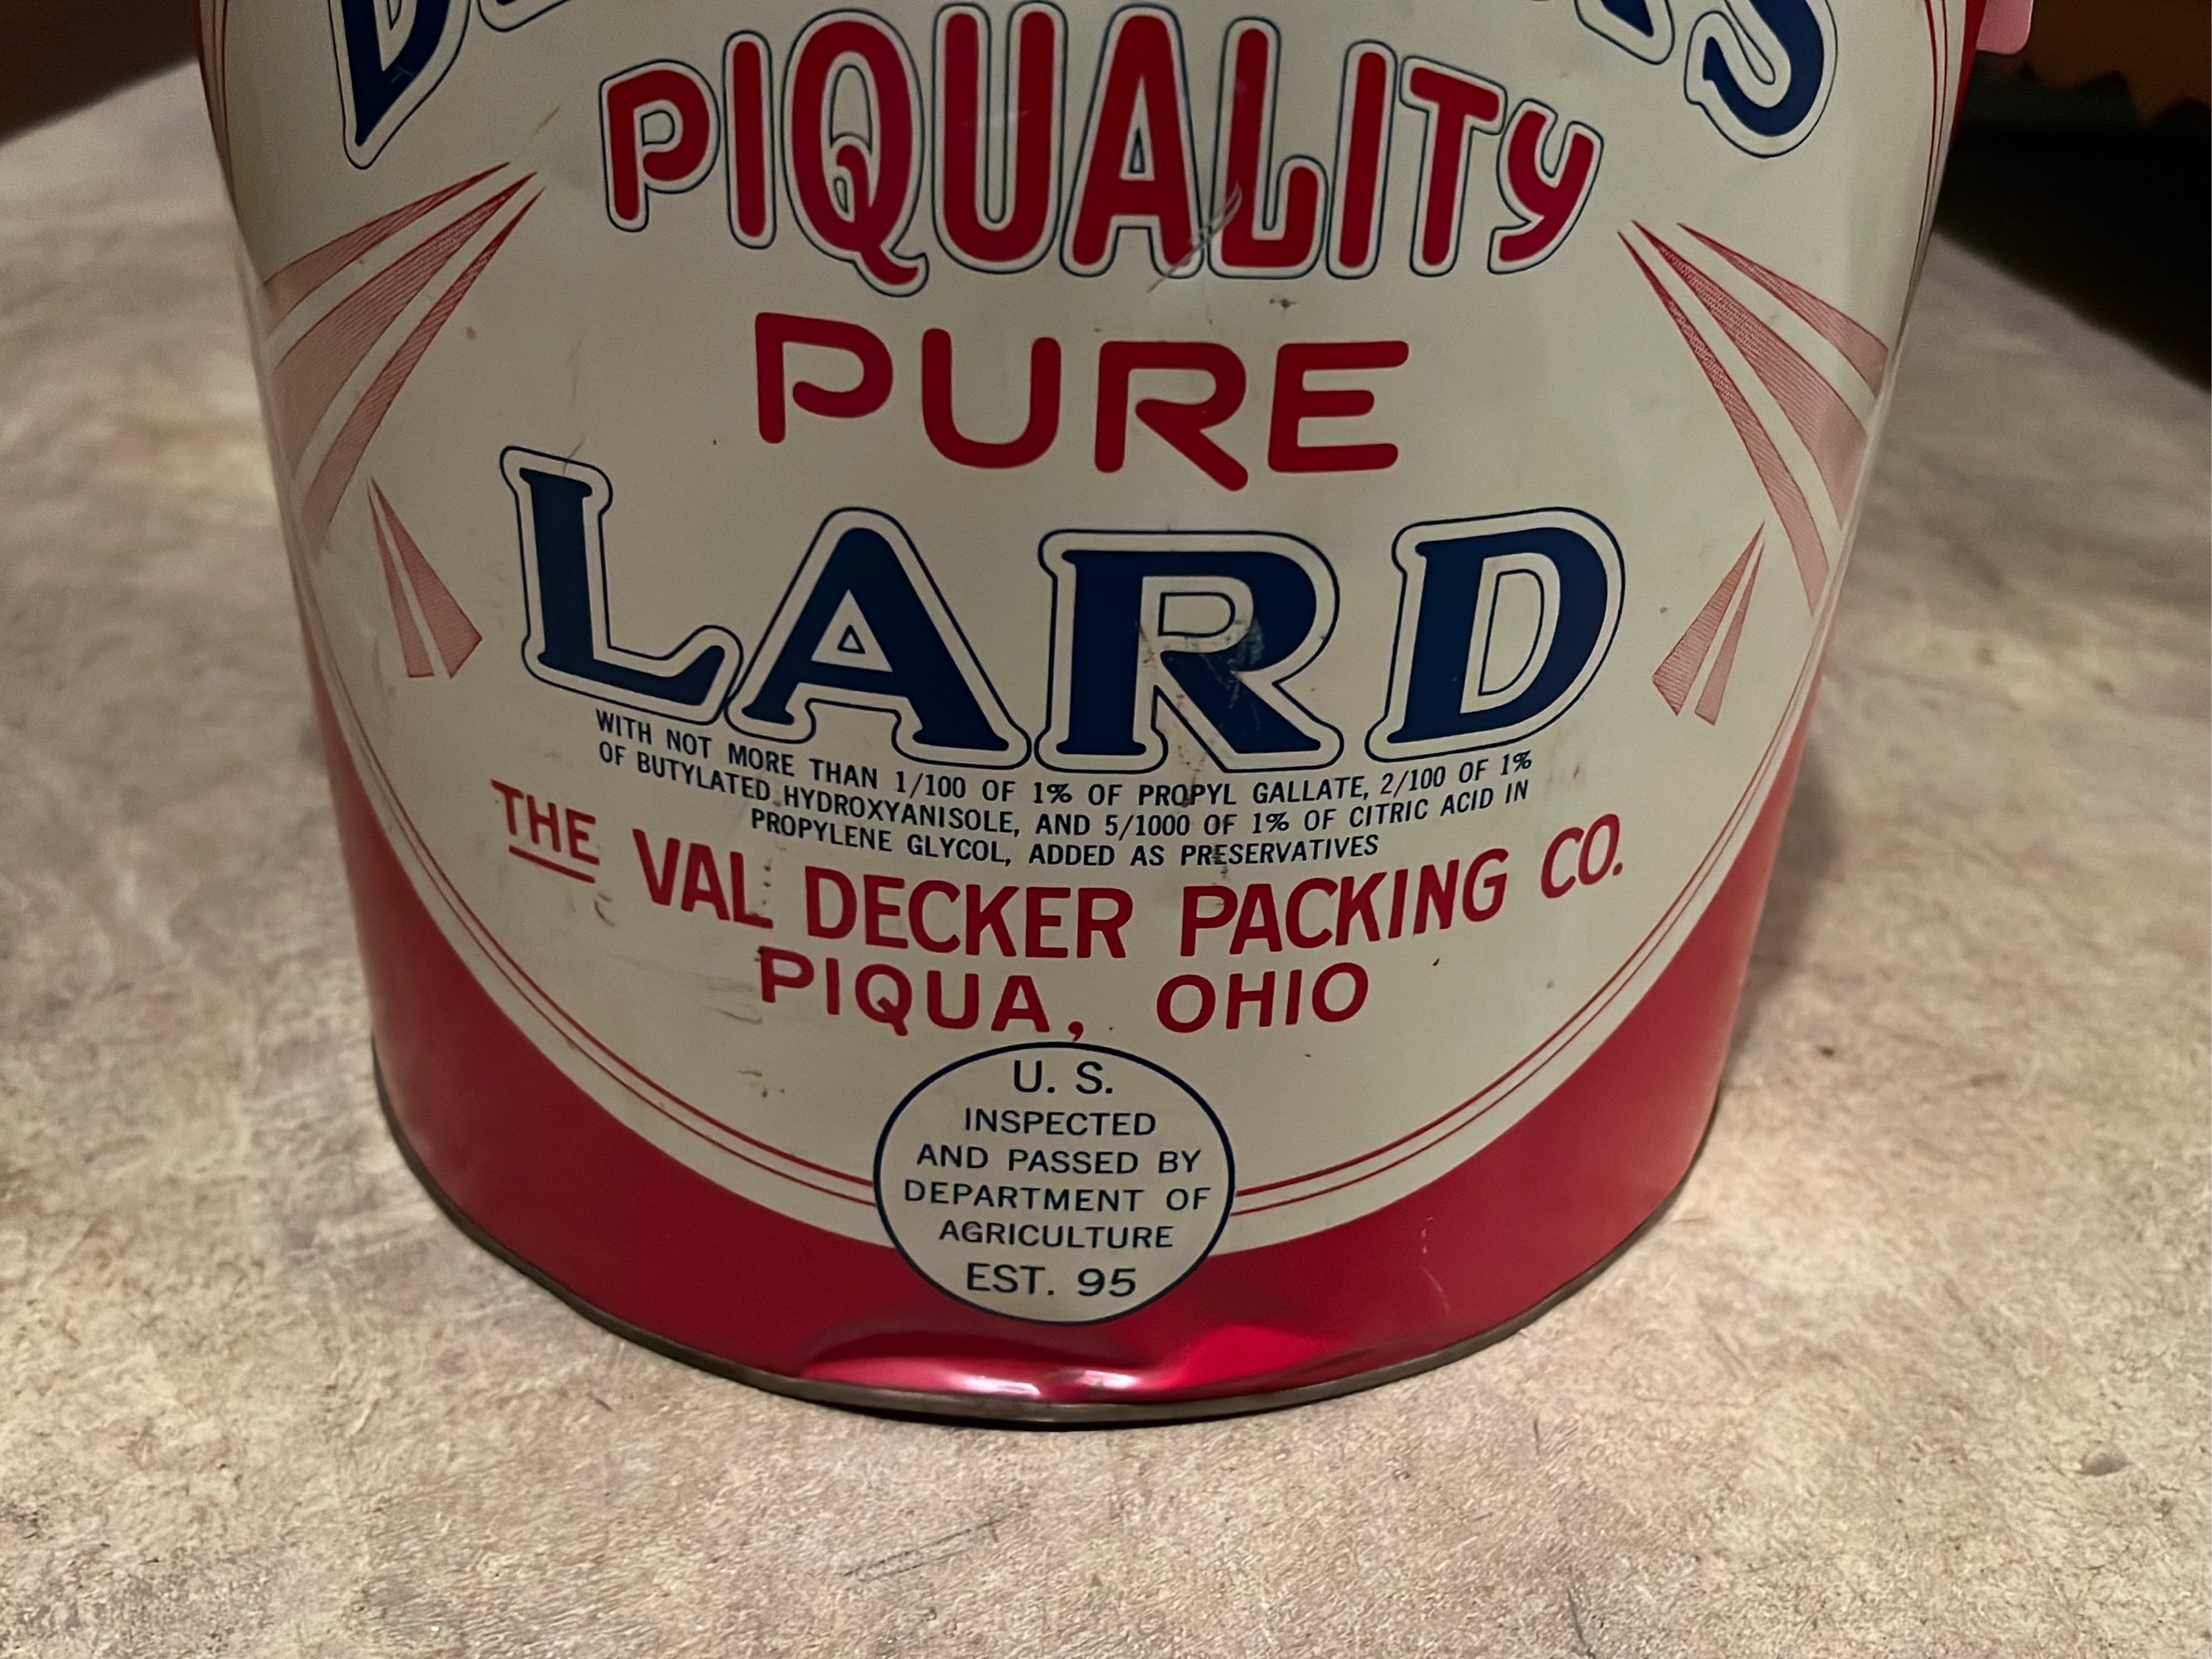 PIQUALITY
PURE
LARD
WITH NOT MORE THAN 1/100 OF 1% OF PROPYL GALLATE, 2/100 OF 1%
OF BUTYLATED HYDROXYANISOLE, AND 5/1000 OF 1% OF CITRIC ACID IN
PROPYLENE GLYCOL, ADDED AS PRESERVATIVES
THE VAL DECKER PACKING CO.
PIQUA, OHIO
U. S.
INSPECTED
AND PASSED BY
DEPARTMENT OF
AGRICULTURE
EST. 95